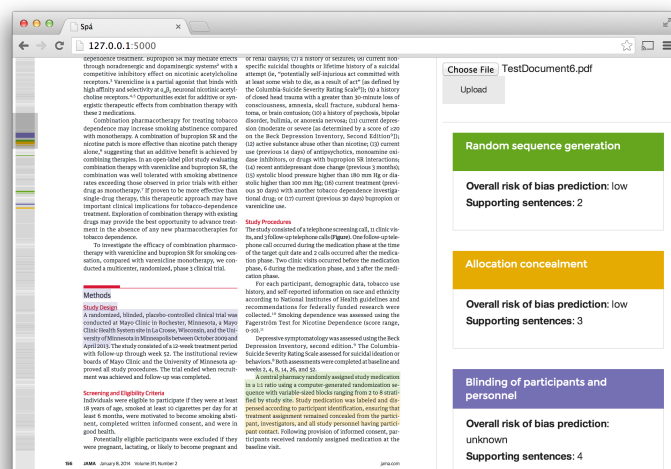 Spá
127.0.0.1:5000
dependence treatment. Bupropion SR may mediate effects
through noradrenergic and dopaminergic systems⁴ with a
competitive inhibitory effect on nicotinic acetylcholine
receptors.⁵ Varenicline is a partial agonist that binds with
high affinity and selectivity at α₄β₂ neuronal nicotinic acetyl-
choline receptors.⁶,⁷ Opportunities exist for additive or syn-
ergistic therapeutic effects from combination therapy with
these 2 medications.
Combination pharmacotherapy for treating tobacco
dependence may increase smoking abstinence compared
with monotherapy. A combination of bupropion SR and the
nicotine patch is more effective than nicotine patch therapy
alone,⁸ suggesting that an additive benefit is achieved by
combining therapies. In an open-label pilot study evaluating
combination therapy with varenicline and bupropion SR, the
combination was well tolerated with smoking abstinence
rates exceeding those observed in prior trials with either
drug as monotherapy.⁹ If proven to be more effective than
single-drug therapy, this therapeutic approach may have
important clinical implications for tobacco-dependence
treatment. Exploration of combination therapy with existing
drugs may provide the best opportunity to advance treat-
ment in the absence of any new pharmacotherapies for
tobacco dependence.
To investigate the efficacy of combination pharmaco-
therapy with varenicline and bupropion SR for smoking ces-
sation, compared with varenicline monotherapy, we con-
ducted a multicenter, randomized, phase 3 clinical trial.
Methods
Study Design
A randomized, blinded, placebo-controlled clinical trial was
conducted at Mayo Clinic in Rochester, Minnesota, a Mayo
Clinic Health System site in La Crosse, Wisconsin, and the Uni-
versity of Minnesota in Minneapolis between October 2009 and
April 2013. The study consisted of a 12-week treatment period
with follow-up through week 52. The institutional review
boards of Mayo Clinic and the University of Minnesota ap-
proved all study procedures. The trial ended when recruit-
ment was achieved and follow-up was completed.
Screening and Eligibility Criteria
Individuals were eligible to participate if they were at least
18 years of age, smoked at least 10 cigarettes per day for at
least 6 months, were motivated to become smoking absti-
nent, completed written informed consent, and were in
good health.
Potentially eligible participants were excluded if they
were pregnant, lactating, or likely to become pregnant and
of renal dialysis; (7) a history of seizures; (8) current non-
specific suicidal thoughts or lifetime history of a suicidal
attempt (ie, "potentially self-injurious act committed with
at least some wish to die, as a result of act" [as defined by
the Columbia-Suicide Severity Rating Scale⁸]); (9) a history
of closed head trauma with a greater than 30-minute loss of
consciousness, amnesia, skull fracture, subdural hema-
toma, or brain contusion; (10) a history of psychosis, bipolar
disorder, bulimia, or anorexia nervosa; (11) current depres-
sion (moderate or severe [as determined by a score of ≥20
on the Beck Depression Inventory, Second Edition⁹]);
(12) active substance abuse other than nicotine; (13) current
use (previous 14 days) of antipsychotics, monoamine oxi-
dase inhibitors, or drugs with bupropion SR interactions;
(14) recent antidepressant dose change (previous 3 months);
(15) systolic blood pressure higher than 180 mm Hg or dia-
stolic higher than 100 mm Hg; (16) current treatment (previ-
ous 30 days) with another tobacco dependence investiga-
tional drug; or (17) current (previous 30 days) bupropion or
varenicline use.
Study Procedures
The study consisted of a telephone screening call, 11 clinic vis-
its, and 3 follow-up telephone calls (Figure). One follow-up tele-
phone call occurred during the medication phase at the time
of the target quit date and 2 calls occurred after the medica-
tion phase. Two clinic visits occurred before the medication
phase, 6 during the medication phase, and 3 after the medi-
cation phase.
For each participant, demographic data, tobacco use
history, and self-reported information on race and ethnicity
according to National Institutes of Health guidelines and
recommendations for federally funded research were
collected.¹⁰ Smoking dependence was assessed using the
Fagerström Test for Nicotine Dependence (score range,
0-10).¹¹
Depressive symptomatology was assessed using the Beck
Depression Inventory, second edition.⁹ The Columbia-
Suicide Severity Rating Scale assessed for suicidal ideation or
behaviors.⁸ Both assessments were completed at baseline and
weeks 2, 4, 8, 14, 26, and 52.
A central pharmacy randomly assigned study medication
in a 1:1 ratio using a computer-generated randomization se-
quence with variable-sized blocks ranging from 2 to 8 strati-
fied by study site. Study medication was labeled and dis-
pensed according to participant identification, ensuring that
treatment assignment remained concealed from the partici-
pant, investigators, and all study personnel having partici-
pant contact. Following provision of informed consent, par-
ticipants received randomly assigned medication at the
baseline visit.
156 JAMA January 8, 2014 Volume 311, Number 2
jama.com
Choose File TestDocument6.pdf
Upload
Random sequence generation
Overall risk of bias prediction: low
Supporting sentences: 2
Allocation concealment
Overall risk of bias prediction: low
Supporting sentences: 3
Blinding of participants and
personnel
Overall risk of bias prediction:
unknown
Supporting sentences: 4